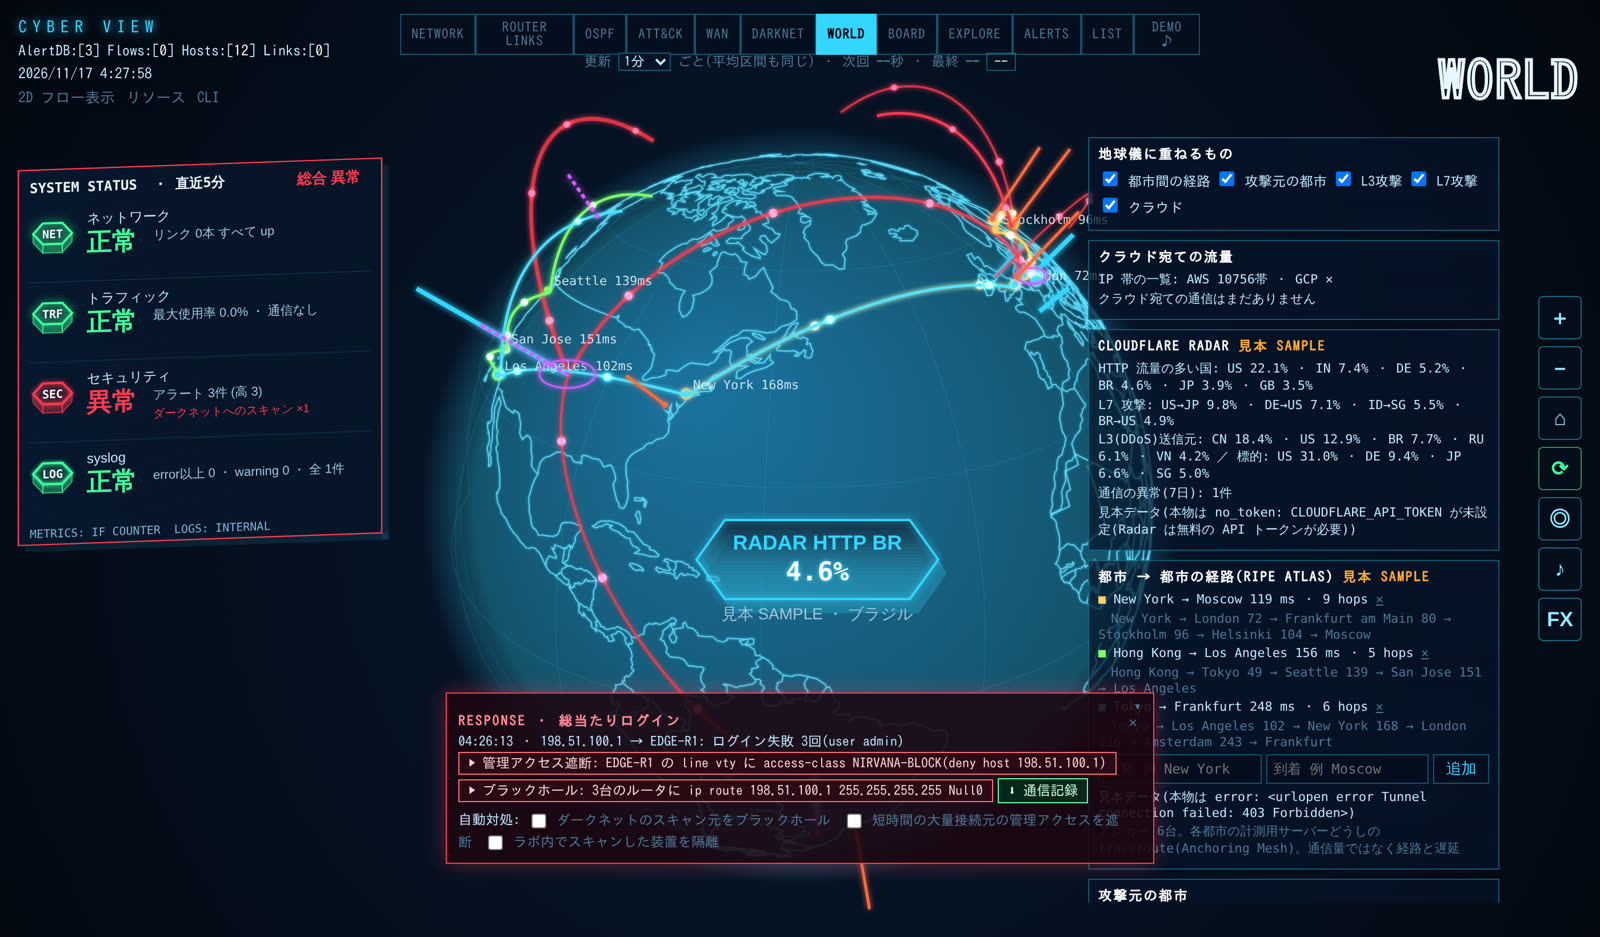 CYBER VIEW
AlertDB:[3] Flows:[0] Hosts:[12] Links:[0]
2026/11/17 4:27:58
2D フロー表示 リソース CLI
NETWORK
ROUTER LINKS
OSPF
ATT&CK
WAN
DARKNET
WORLD
BOARD
EXPLORE
ALERTS
LIST
DEMO ♪
更新 1分 ごと(平均区間も同じ) · 次回 --秒 · 最終 -- --
WORLD
SYSTEM STATUS ・ 直近5分 総合 異常
NET
ネットワーク
正常
リンク 0本 すべて up
TRF
トラフィック
正常
最大使用率 0.0% ・ 通信なし
SEC
セキュリティ
異常
アラート 3件 (高 3)
ダークネットへのスキャン ×1
LOG
syslog
正常
error以上 0 ・ warning 0 ・ 全 1件
METRICS: IF COUNTER LOGS: INTERNAL
Seattle 139ms
San Jose 151ms
Los Angeles 102ms
New York 168ms
ockholm 96ms
on 72m
RADAR HTTP BR
4.6%
見本 SAMPLE ・ ブラジル
地球儀に重ねるもの
都市間の経路 攻撃元の都市 L3攻撃 L7攻撃
クラウド
クラウド宛ての流量
IP 帯の一覧: AWS 10756帯 · GCP ×
クラウド宛ての通信はまだありません
CLOUDFLARE RADAR 見本 SAMPLE
HTTP 流量の多い国: US 22.1% · IN 7.4% · DE 5.2% ·
BR 4.6% · JP 3.9% · GB 3.5%
L7 攻撃: US→JP 9.8% · DE→US 7.1% · ID→SG 5.5% ·
BR→US 4.9%
L3(DDoS)送信元: CN 18.4% · US 12.9% · BR 7.7% · RU
6.1% · VN 4.2% / 標的: US 31.0% · DE 9.4% · JP
6.6% · SG 5.0%
通信の異常(7日): 1件
見本データ(本物は no_token: CLOUDFLARE_API_TOKEN が未設
定(Radar は無料の API トークンが必要))
都市 → 都市の経路(RIPE ATLAS) 見本 SAMPLE
New York → Moscow 119 ms · 9 hops ×
New York → London 72 → Frankfurt am Main 80 →
Stockholm 96 → Helsinki 104 → Moscow
Hong Kong → Los Angeles 156 ms · 5 hops ×
Hong Kong → Tokyo 49 → Seattle 139 → San Jose 151
→ Los Angeles
Tokyo → Frankfurt 248 ms · 6 hops ×
Tokyo → Los Angeles 102 → New York 168 → London
Amsterdam 243 → Frankfurt
New York 到着 例 Moscow 追加
見本データ(本物は error: <urlopen error Tunnel
connection failed: 403 Forbidden>)
6台。各都市の計測用サーバーどうしの
traceroute(Anchoring Mesh)。通信量ではなく経路と遅延
攻撃元の都市
RESPONSE · 総当たりログイン
04:26:13 · 198.51.100.1 → EDGE-R1: ログイン失敗 3回(user admin)
▶ 管理アクセス遮断: EDGE-R1 の line vty に access-class NIRVANA-BLOCK(deny host 198.51.100.1)
▶ ブラックホール: 3台のルータに ip route 198.51.100.1 255.255.255.255 Null0 ⬇ 通信記録
自動対処: ダークネットのスキャン元をブラックホール 短時間の大量接続元の管理アクセスを遮
断 ラボ内でスキャンした装置を隔離
+
−
⌂
⟳
◎
♪
FX